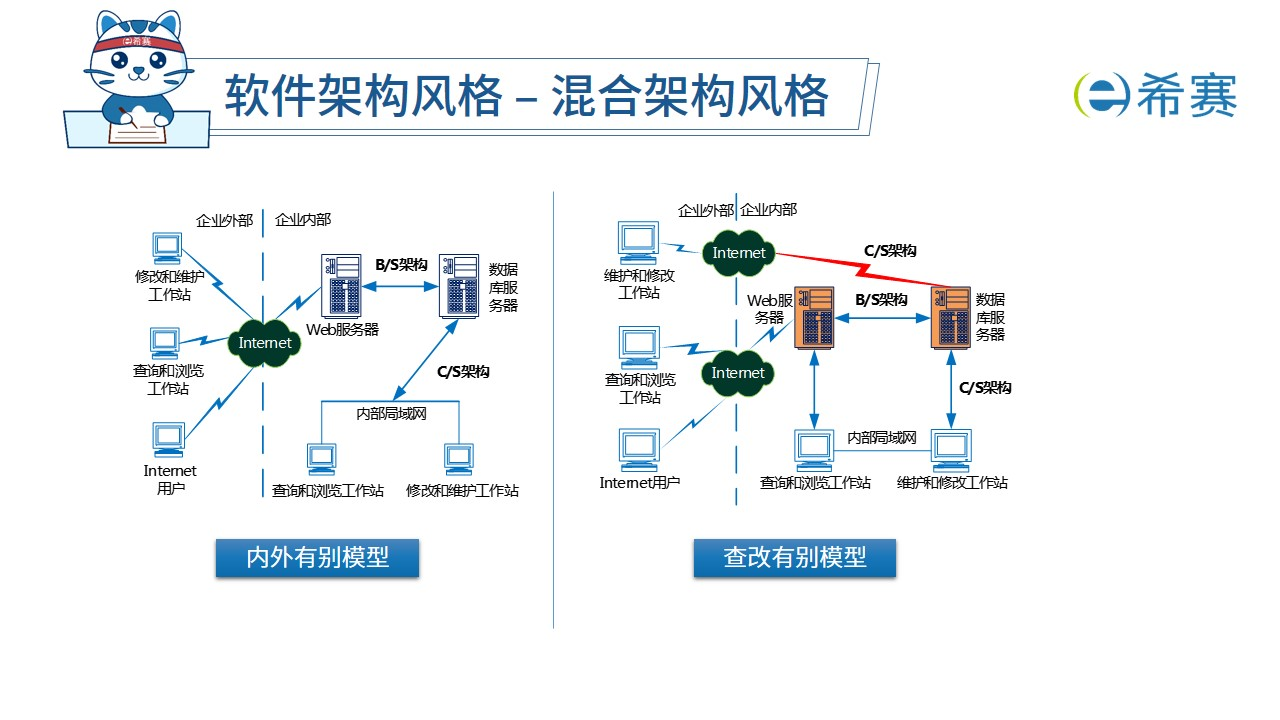 希赛
软件架构风格 – 混合架构风格
希赛
企业外部
企业内部
修改和维护
工作站
B/S架构
数据
库服
务器
Web服务器
Internet
查询和浏览
工作站
C/S架构
内部局域网
Internet
用户
查询和浏览工作站
修改和维护工作站
内外有别模型
企业外部
企业内部
Internet
C/S架构
维护和修改
工作站
Web服
务器
B/S架构
数据
库服
务器
Internet
查询和浏览
工作站
C/S架构
内部局域网
Internet用户
查询和浏览工作站
维护和修改工作站
查改有别模型